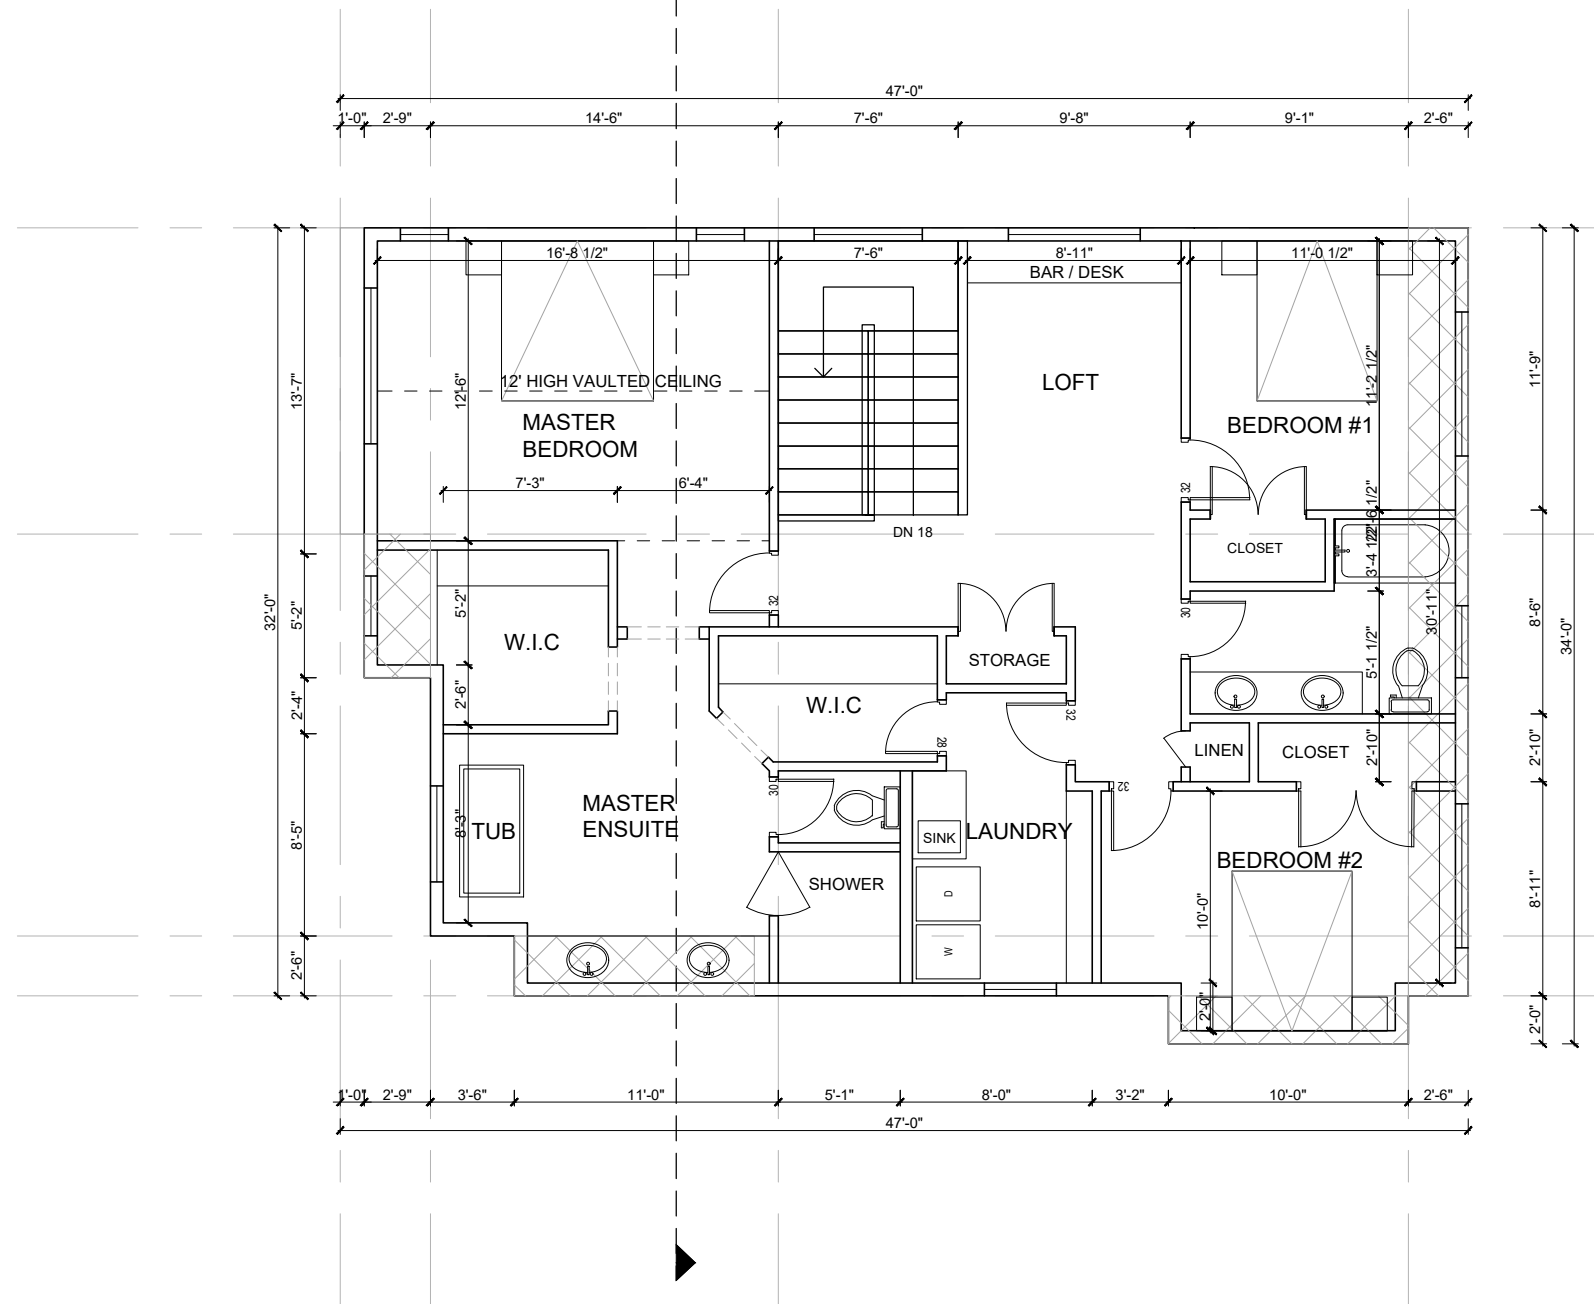 47'-0"
1'-0" 2'-9" 14'-6" 7'-6" 9'-8" 9'-1" 2'-6"
16'-8 1/2" 7'-6" 8'-11" 11'-0 1/2"
BAR / DESK
13'-7"
12'-6"
12' HIGH VAULTED CEILING
LOFT
11'-2 1/2"
11'-9"
MASTER
BEDROOM
BEDROOM #1
7'-3" 6'-4"
32
DN 18
CLOSET
3'-4 1/2"
32'-0"
5'-2"
5'-2"
32
30
30'-11"
8'-6"
34'-0"
W.I.C
STORAGE
5'-1 1/2"
2'-4"
2'-6"
W.I.C
32
28
LINEN
CLOSET
2'-10"
2'-10"
30
32
MASTER
ENSUITE
TUB
8'-3"
8'-5"
SINK
LAUNDRY
SHOWER
BEDROOM #2
D
10'-0"
8'-11"
W
2'-6"
2'-0"
2'-0"
1'-0" 2'-9" 3'-6" 11'-0" 5'-1" 8'-0" 3'-2" 10'-0" 2'-6"
47'-0"